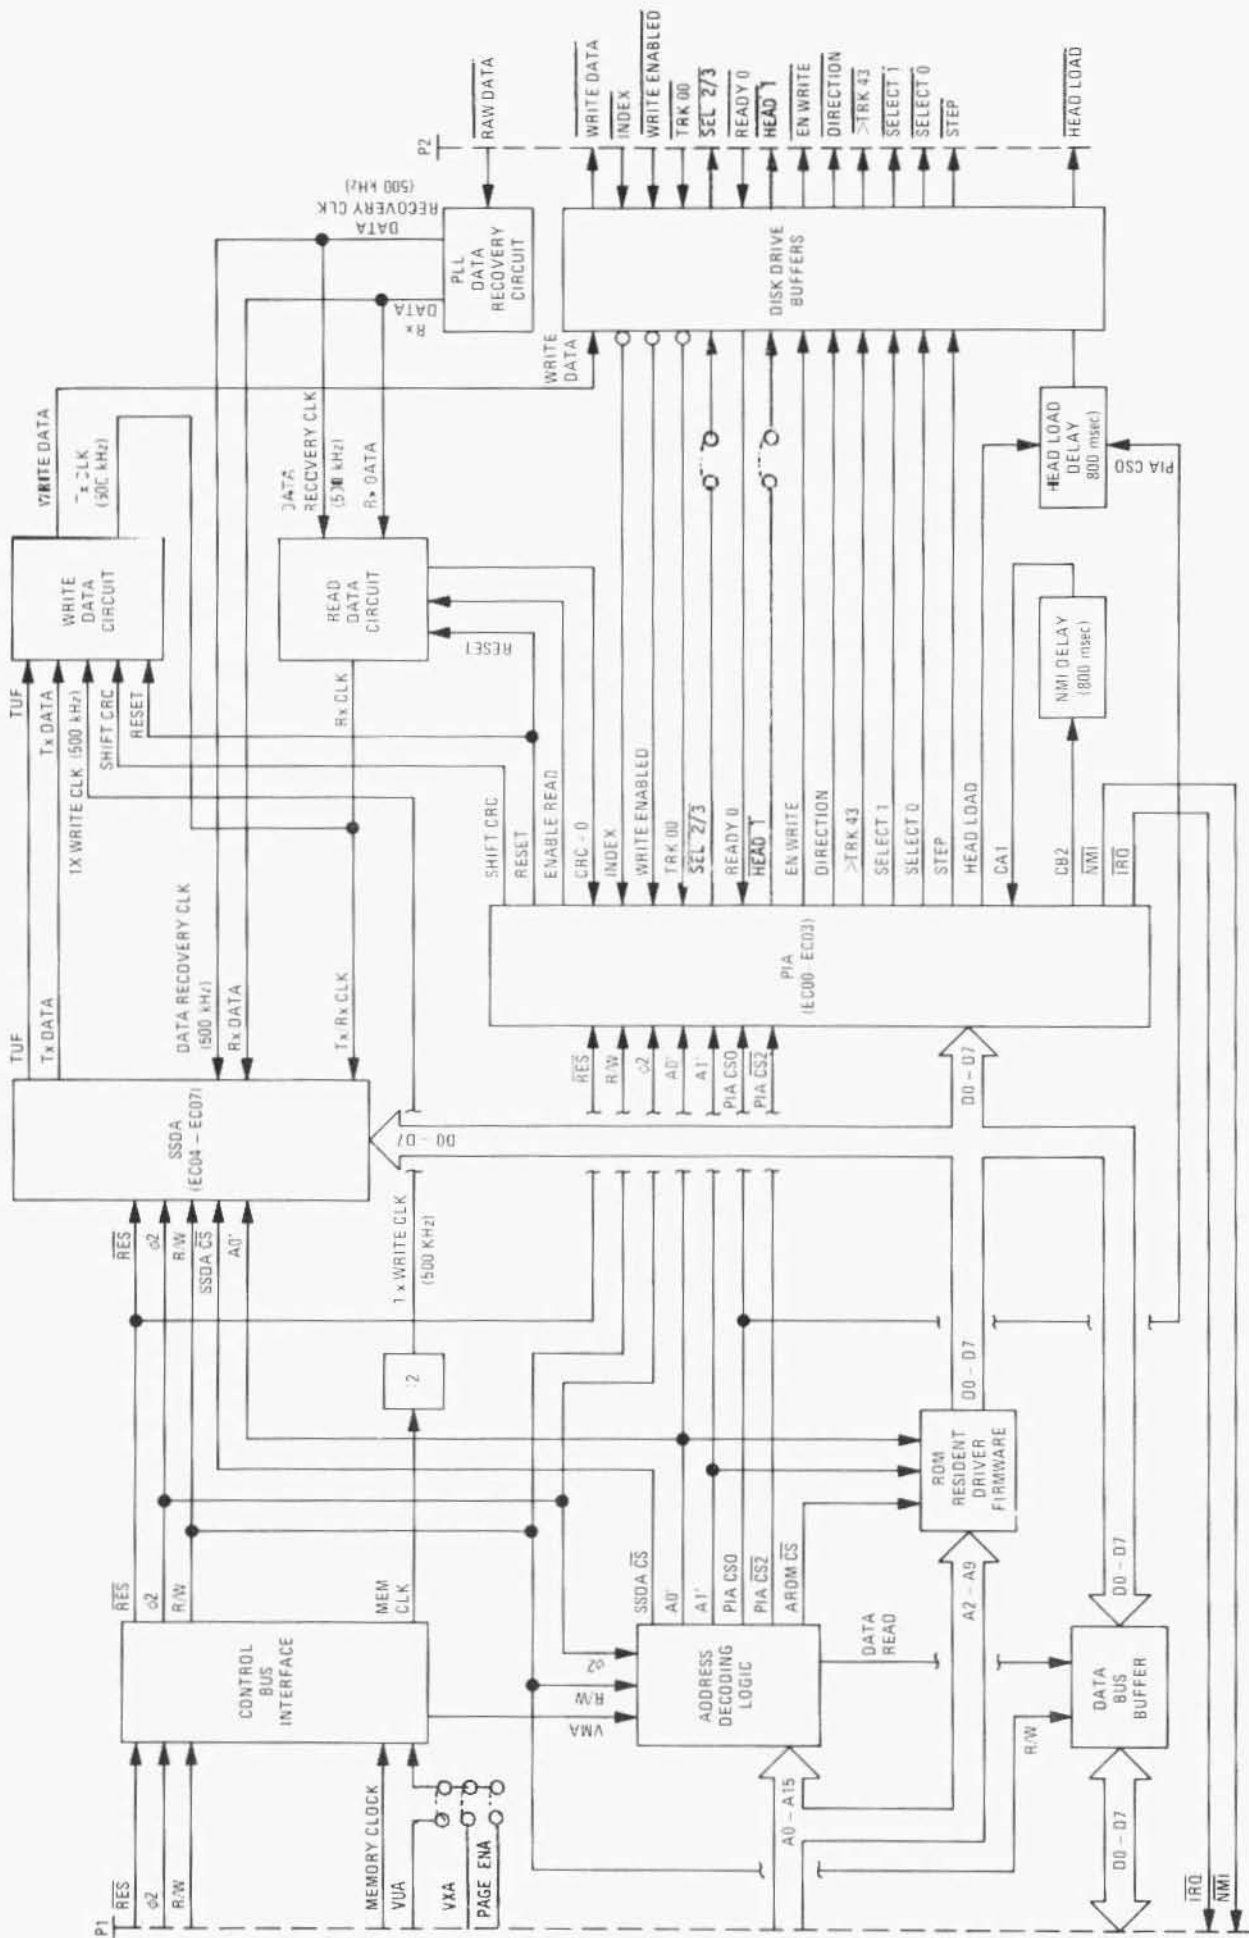 P1
RES
φ2
R/W
MEMORY CLOCK
VUA
VXA
PAGE ENA
A0 - A15
D0 - D7
IRQ
NMI
CONTROL
BUS
INTERFACE
RES
φ2
R/W
MEM
CLK
VMA
R/W
φ2
ADDRESS
DECODING
LOGIC
SSDA CS
A0'
A1'
PIA CS0
PIA CS2
AROM CS
DATA
READ
A2 - A9
R/W
DATA
BUS
BUFFER
D0 - D7
ROM
RESIDENT
DRIVER
FIRMWARE
D0 - D7
÷2
1 x WRITE CLK
(500 KHz)
RES
φ2
R/W
SSDA CS
A0'
SSDA
(EC04 - EC07)
D0 - D7
D0 - D7
RES
R/W
φ2
A0'
A1'
PIA CS0
PIA CS2
PIA
(EC00 - EC03)
TUF
Tx DATA
DATA RECOVERY CLK
(500 kHz)
Rx DATA
Tx/Rx CLK
SHIFT CRC
RESET
ENABLE READ
CRC - 0
INDEX
WRITE ENABLED
TRK 00
SEL 2/3
READY 0
HEAD 1
EN WRITE
DIRECTION
>TRK 43
SELECT 1
SELECT 0
STEP
HEAD LOAD
CA1
CB2
NMI
IRQ
TUF
Tx DATA
1X WRITE CLK (500 kHz)
SHIFT CRC
RESET
WRITE
DATA
CIRCUIT
WRITE DATA
Tx CLK
(500 kHz)
Rx CLK
RESET
READ
DATA
CIRCUIT
DATA
RECOVERY CLK
(500 kHz)
Rx DATA
NMI DELAY
(800 msec)
HEAD LOAD
DELAY
800 msec)
PIA CS0
WRITE
DATA
Rx
DATA
PLL
DATA
RECOVERY
CIRCUIT
DATA
RECOVERY CLK
(500 kHz)
DISK DRIVE
BUFFERS
P2
RAW DATA
WRITE DATA
INDEX
WRITE ENABLED
TRK 00
SEL 2/3
READY 0
HEAD 1
EN WRITE
DIRECTION
>TRK 43
SELECT 1
SELECT 0
STEP
HEAD LOAD